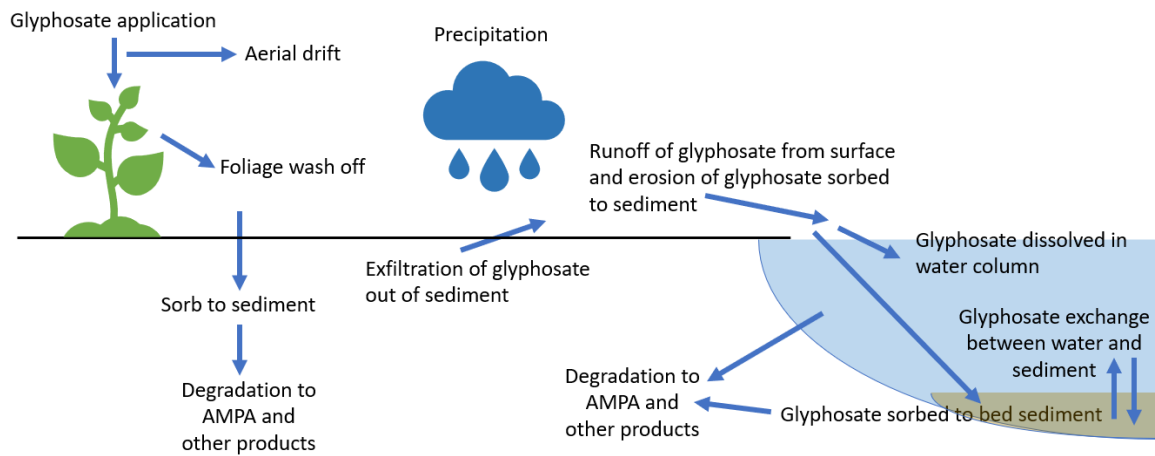 Glyphosate application
Aerial drift
Precipitation
Foliage wash off
Runoff of glyphosate from surface
and erosion of glyphosate sorbed
to sediment
Exfiltration of glyphosate
out of sediment
Glyphosate dissolved in
water column
Sorb to sediment
Glyphosate exchange
between water and
sediment
Degradation to
AMPA and
other products
Degradation to
AMPA and
other products
Glyphosate sorbed to bed sediment